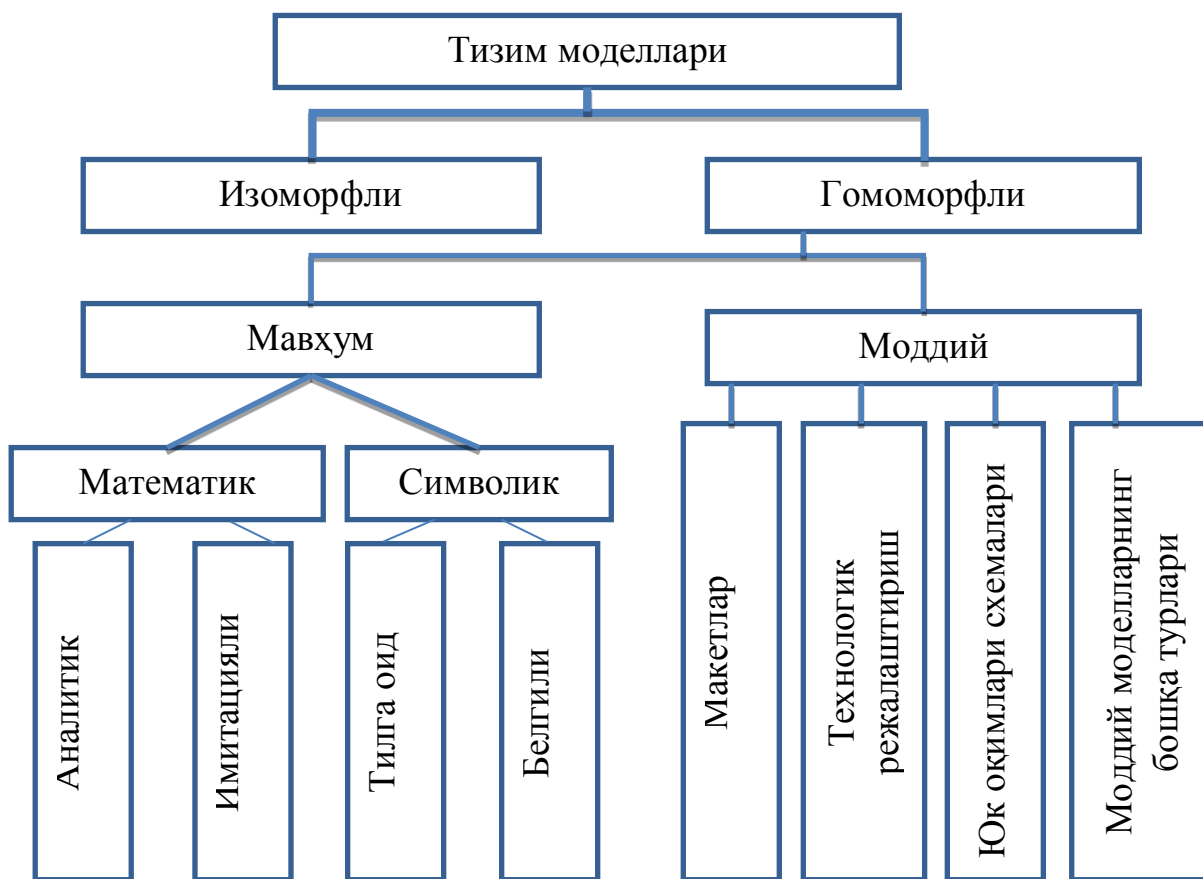 Тизим моделлари
Изоморфли
Гомоморфли
Мавҳум
Моддий
Математик
Символик
Аналитик
Имитацияли
Тилга оид
Белгили
Макетлар
Технологик
режалаштириш
Юк оқимлари схемалари
Моддий моделларнинг
бошқа турлари